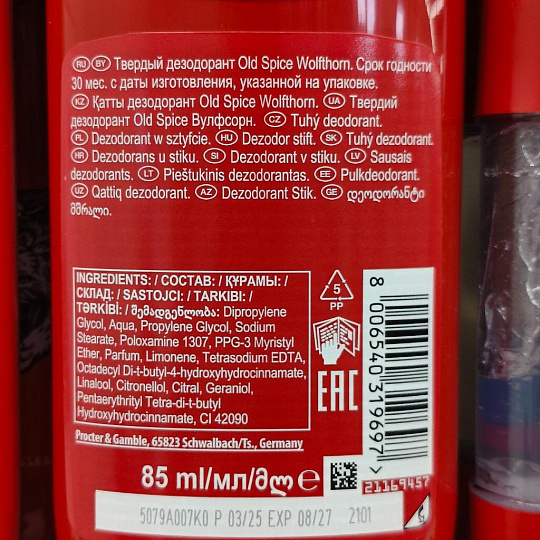 RU BY Твердый дезодорант Old Spice Wolfthorn. Срок годности
30 мес. с даты изготовления, указанной на упаковке.
KZ Қатты дезодорант Old Spice Wolfthorn. UA Твердий
дезодорант Old Spice Вулфсорн. CZ Tuhý deodorant.
PL Dezodorant w sztyfcie. HU Dezodor stift. SK Tuhý dezodorant.
HR Dezodorans u stiku. SI Dezodorant v stiku. LV Sausais
dezodorants. LT Pieštukinis dezodorantas. EE Pulkdeodorant.
UZ Qattiq dezodorant. AZ Dezodorant Stik. GE დეოდორანტი
მშრალი.
INGREDIENTS: / СОСТАВ: / ҚҰРАМЫ: /
СКЛАД: / SASTOJCI: / TARKIBI: /
TƏRKİBİ: / შემადგენლობა: Dipropylene
Glycol, Aqua, Propylene Glycol, Sodium
Stearate, Poloxamine 1307, PPG-3 Myristyl
Ether, Parfum, Limonene, Tetrasodium EDTA,
Octadecyl Di-t-butyl-4-hydroxyhydrocinnamate,
Linalool, Citronellol, Citral, Geraniol,
Pentaerythrityl Tetra-di-t-butyl
Hydroxyhydrocinnamate, CI 42090
5
PP
EAC
8 006540 319697 >
Procter & Gamble, 65823 Schwalbach/Ts., Germany
85 ml/мл/მლ e
21169457
5079A007K0 P 03/25 EXP 08/27 2101